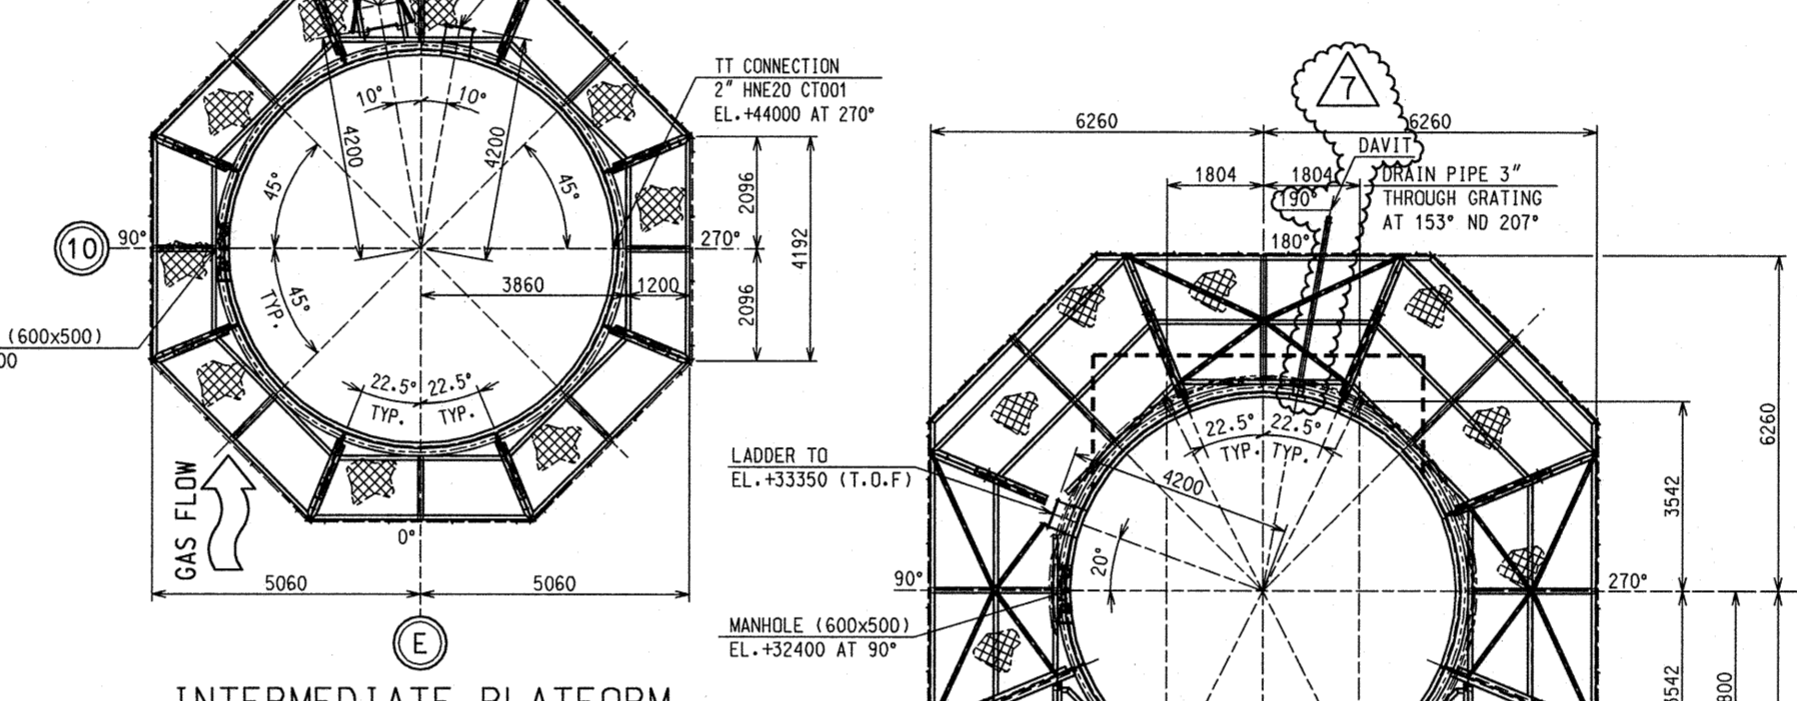 TT CONNECTION
2" HNE20 CT001
EL.+44000 AT 270°
10°
10°
4200
4200
45°
45°
2096
4192
10
90°
270°
3860
1200
2096
45°
TYP.
(600x500)
00
22.5°
22.5°
TYP.
TYP.
GAS FLOW
0°
5060
5060
E
INTERMEDIATE PLATFORM
7
6260
6260
DAVIT
1804
1804
DRAIN PIPE 3"
THROUGH GRATING
AT 153° ND 207°
190°
180°
22.5°
22.5°
TYP.
TYP.
LADDER TO
EL.+33350 (T.O.F)
4200
20°
3542
6260
90°
270°
MANHOLE (600x500)
EL.+32400 AT 90°
3542
800